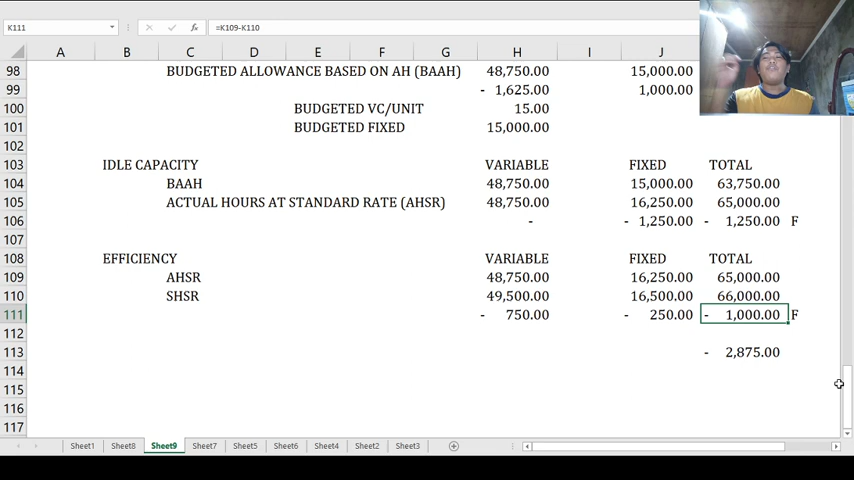 K111 =K109-K110
A B C D E F G H I J
98 BUDGETED ALLOWANCE BASED ON AH (BAAH) 48,750.00 15,000.00
99 - 1,625.00 1,000.00
100 BUDGETED VC/UNIT 15.00
101 BUDGETED FIXED 15,000.00
102
103 IDLE CAPACITY VARIABLE FIXED TOTAL
104 BAAH 48,750.00 15,000.00 63,750.00
105 ACTUAL HOURS AT STANDARD RATE (AHSR) 48,750.00 16,250.00 65,000.00
106 - - 1,250.00 - 1,250.00 F
107
108 EFFICIENCY VARIABLE FIXED TOTAL
109 AHSR 48,750.00 16,250.00 65,000.00
110 SHSR 49,500.00 16,500.00 66,000.00
111 - 750.00 - 250.00 - 1,000.00 F
112
113 - 2,875.00
114
115
116
117
Sheet1 Sheet8 Sheet9 Sheet7 Sheet5 Sheet6 Sheet4 Sheet2 Sheet3